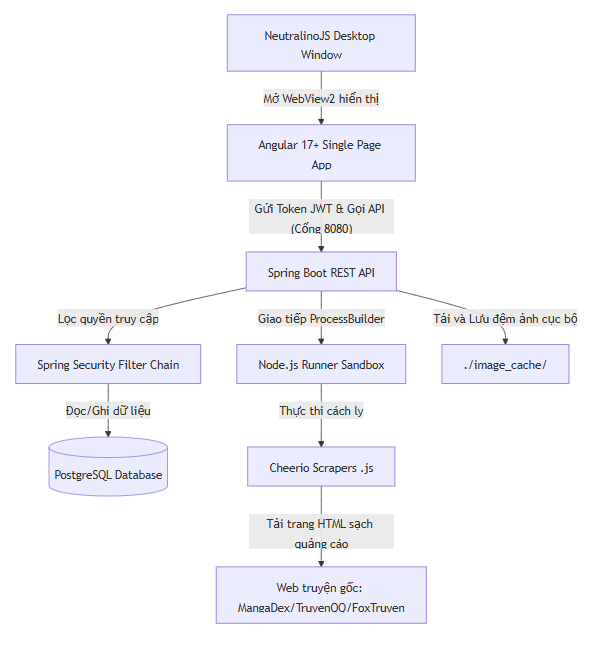 NeutralinoJS Desktop
Window
Mở WebView2 hiển thị
Angular 17+ Single Page
App
Gửi Token JWT & Gọi API
(Cổng 8080)
Spring Boot REST API
Lọc quyền truy cập
Giao tiếp ProcessBuilder
Tải và Lưu đệm ảnh cục bộ
Spring Security Filter Chain
Node.js Runner Sandbox
./image_cache/
Đọc/Ghi dữ liệu
Thực thi cách ly
PostgreSQL Database
Cheerio Scrapers .js
Tải trang HTML sạch
quảng cáo
Web truyện gốc:
MangaDex/TruyenQQ/FoxTruyen